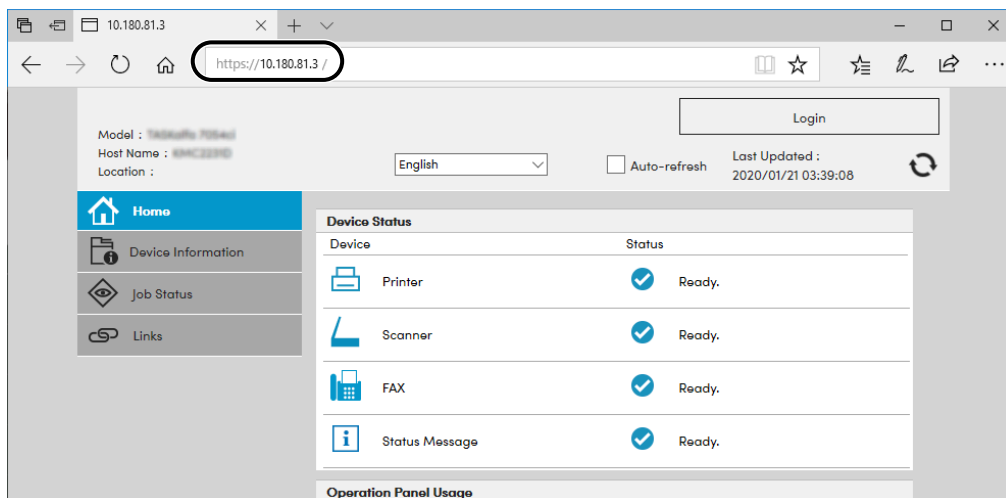 10.180.81.3
https://10.180.81.3 /
Login
Model :
Host Name :
Location :
English
Auto-refresh
Last Updated :
2020/01/21 03:39:08
Home
Device Information
Job Status
Links
Device Status
Device Status
Printer Ready.
Scanner Ready.
FAX Ready.
Status Message Ready.
Operation Panel Usage